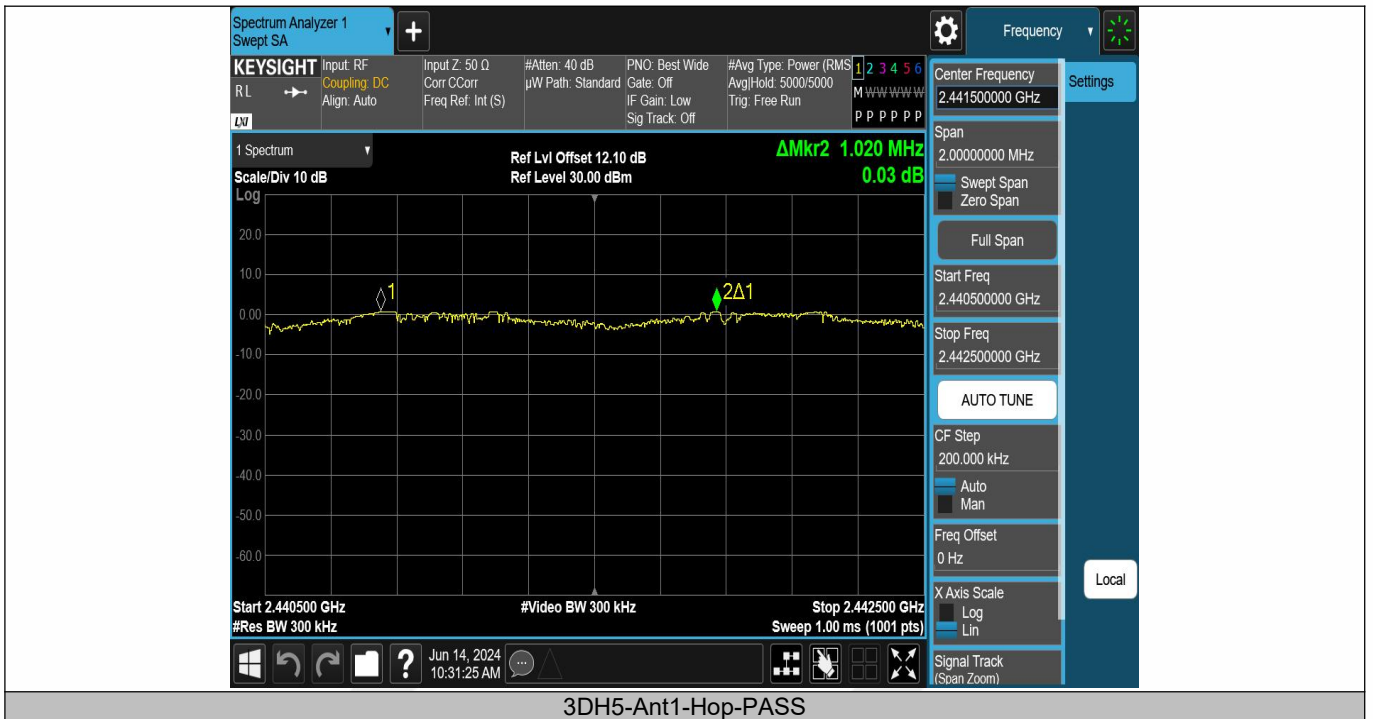 Spectrum Analyzer 1
Swept SA
+
Frequency
KEYSIGHT
RL
LXI
Input: RF
Coupling: DC
Align: Auto
Input Z: 50 Ω
Corr CCorr
Freq Ref: Int (S)
#Atten: 40 dB
µW Path: Standard
PNO: Best Wide
Gate: Off
IF Gain: Low
Sig Track: Off
#Avg Type: Power (RMS
Avg|Hold: 5000/5000
Trig: Free Run
1 2 3 4 5 6
M W W W W W
P P P P P P
Center Frequency
2.441500000 GHz
Settings
1 Spectrum
Scale/Div 10 dB
Log
Ref Lvl Offset 12.10 dB
Ref Level 30.00 dBm
ΔMkr2 1.020 MHz
0.03 dB
20.0
10.0
0.00
-10.0
-20.0
-30.0
-40.0
-50.0
-60.0
1
2Δ1
Start 2.440500 GHz
#Res BW 300 kHz
#Video BW 300 kHz
Stop 2.442500 GHz
Sweep 1.00 ms (1001 pts)
Span
2.00000000 MHz
Swept Span
Zero Span
Full Span
Start Freq
2.440500000 GHz
Stop Freq
2.442500000 GHz
AUTO TUNE
CF Step
200.000 kHz
Auto
Man
Freq Offset
0 Hz
X Axis Scale
Log
Lin
Signal Track
(Span Zoom)
Local
?
Jun 14, 2024
10:31:25 AM
3DH5-Ant1-Hop-PASS